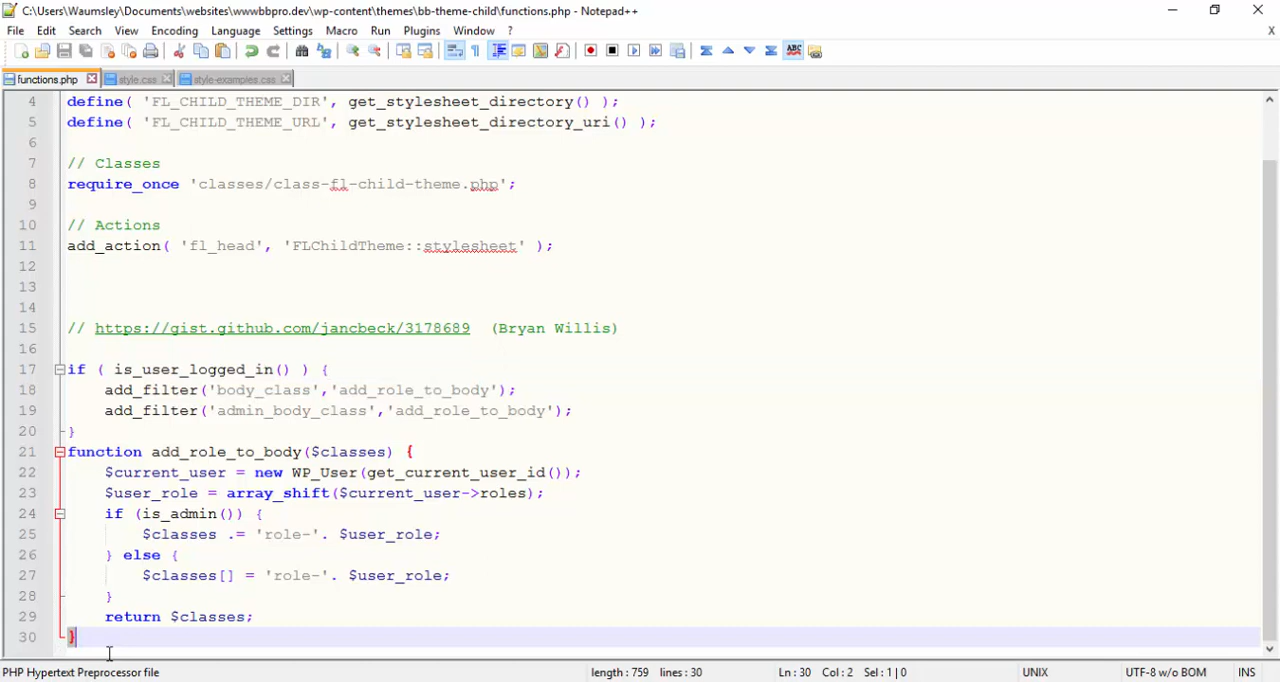 C:\Users\Waumsley\Documents\websites\wwwbbpro.dev\wp-content\themes\bb-theme-child\functions.php - Notepad++
File Edit Search View Encoding Language Settings Macro Run Plugins Window ? X
functions.php style.css style-examples.css
4 define( 'FL_CHILD_THEME_DIR', get_stylesheet_directory() );
5 define( 'FL_CHILD_THEME_URL', get_stylesheet_directory_uri() );
6
7 // Classes
8 require_once 'classes/class-fl-child-theme.php';
9
10 // Actions
11 add_action( 'fl_head', 'FLChildTheme::stylesheet' );
12
13
14
15 // https://gist.github.com/jancbeck/3178689 (Bryan Willis)
16
17 if ( is_user_logged_in() ) {
18 add_filter('body_class','add_role_to_body');
19 add_filter('admin_body_class','add_role_to_body');
20 }
21 function add_role_to_body($classes) {
22 $current_user = new WP_User(get_current_user_id());
23 $user_role = array_shift($current_user->roles);
24 if (is_admin()) {
25 $classes .= 'role-'. $user_role;
26 } else {
27 $classes[] = 'role-'. $user_role;
28 }
29 return $classes;
30 }
PHP Hypertext Preprocessor file length : 759 lines : 30 Ln : 30 Col : 2 Sel : 1 | 0 UNIX UTF-8 w/o BOM INS